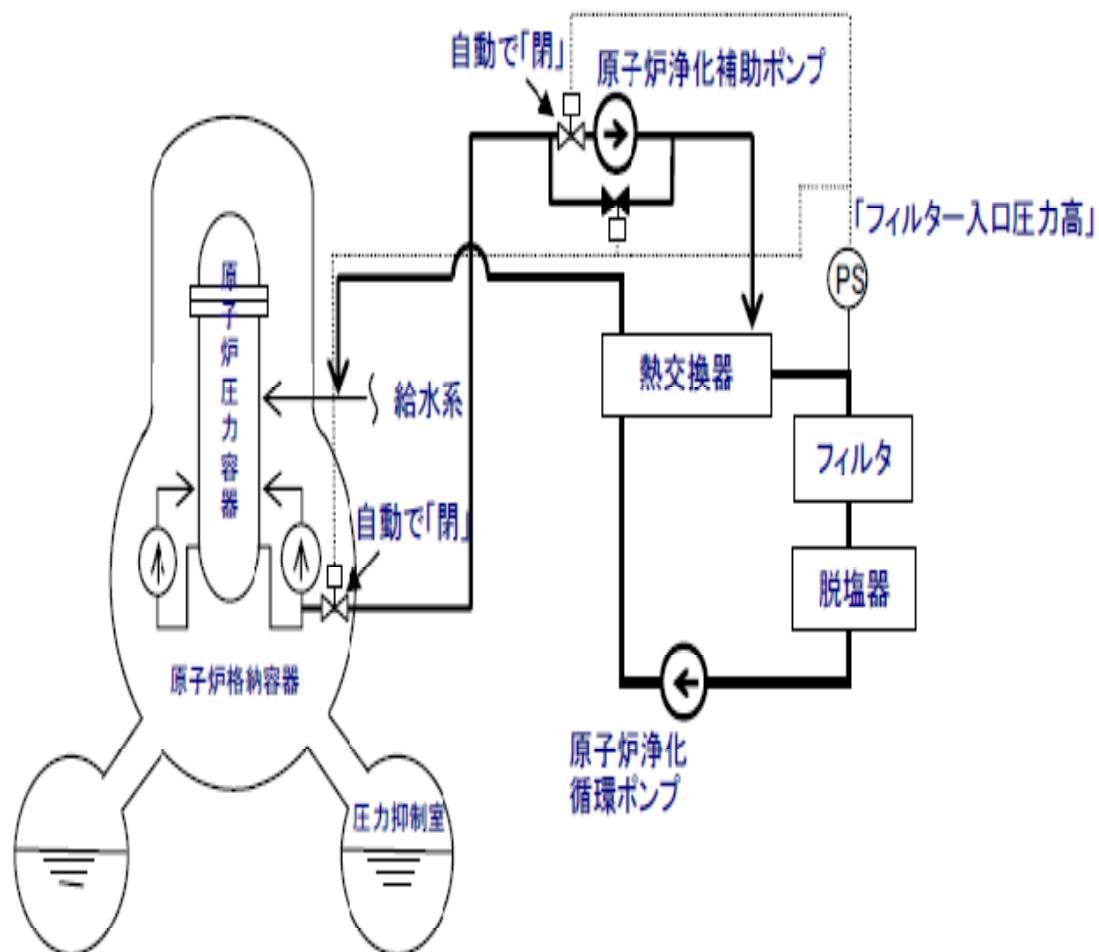 自動で「閉」
原子炉浄化補助ポンプ
「フィルター入口圧力高」
PS
原子炉圧力容器
熱交換器
給水系
フィルタ
自動で「閉」
脱塩器
原子炉格納容器
原子炉浄化
循環ポンプ
圧力抑制室